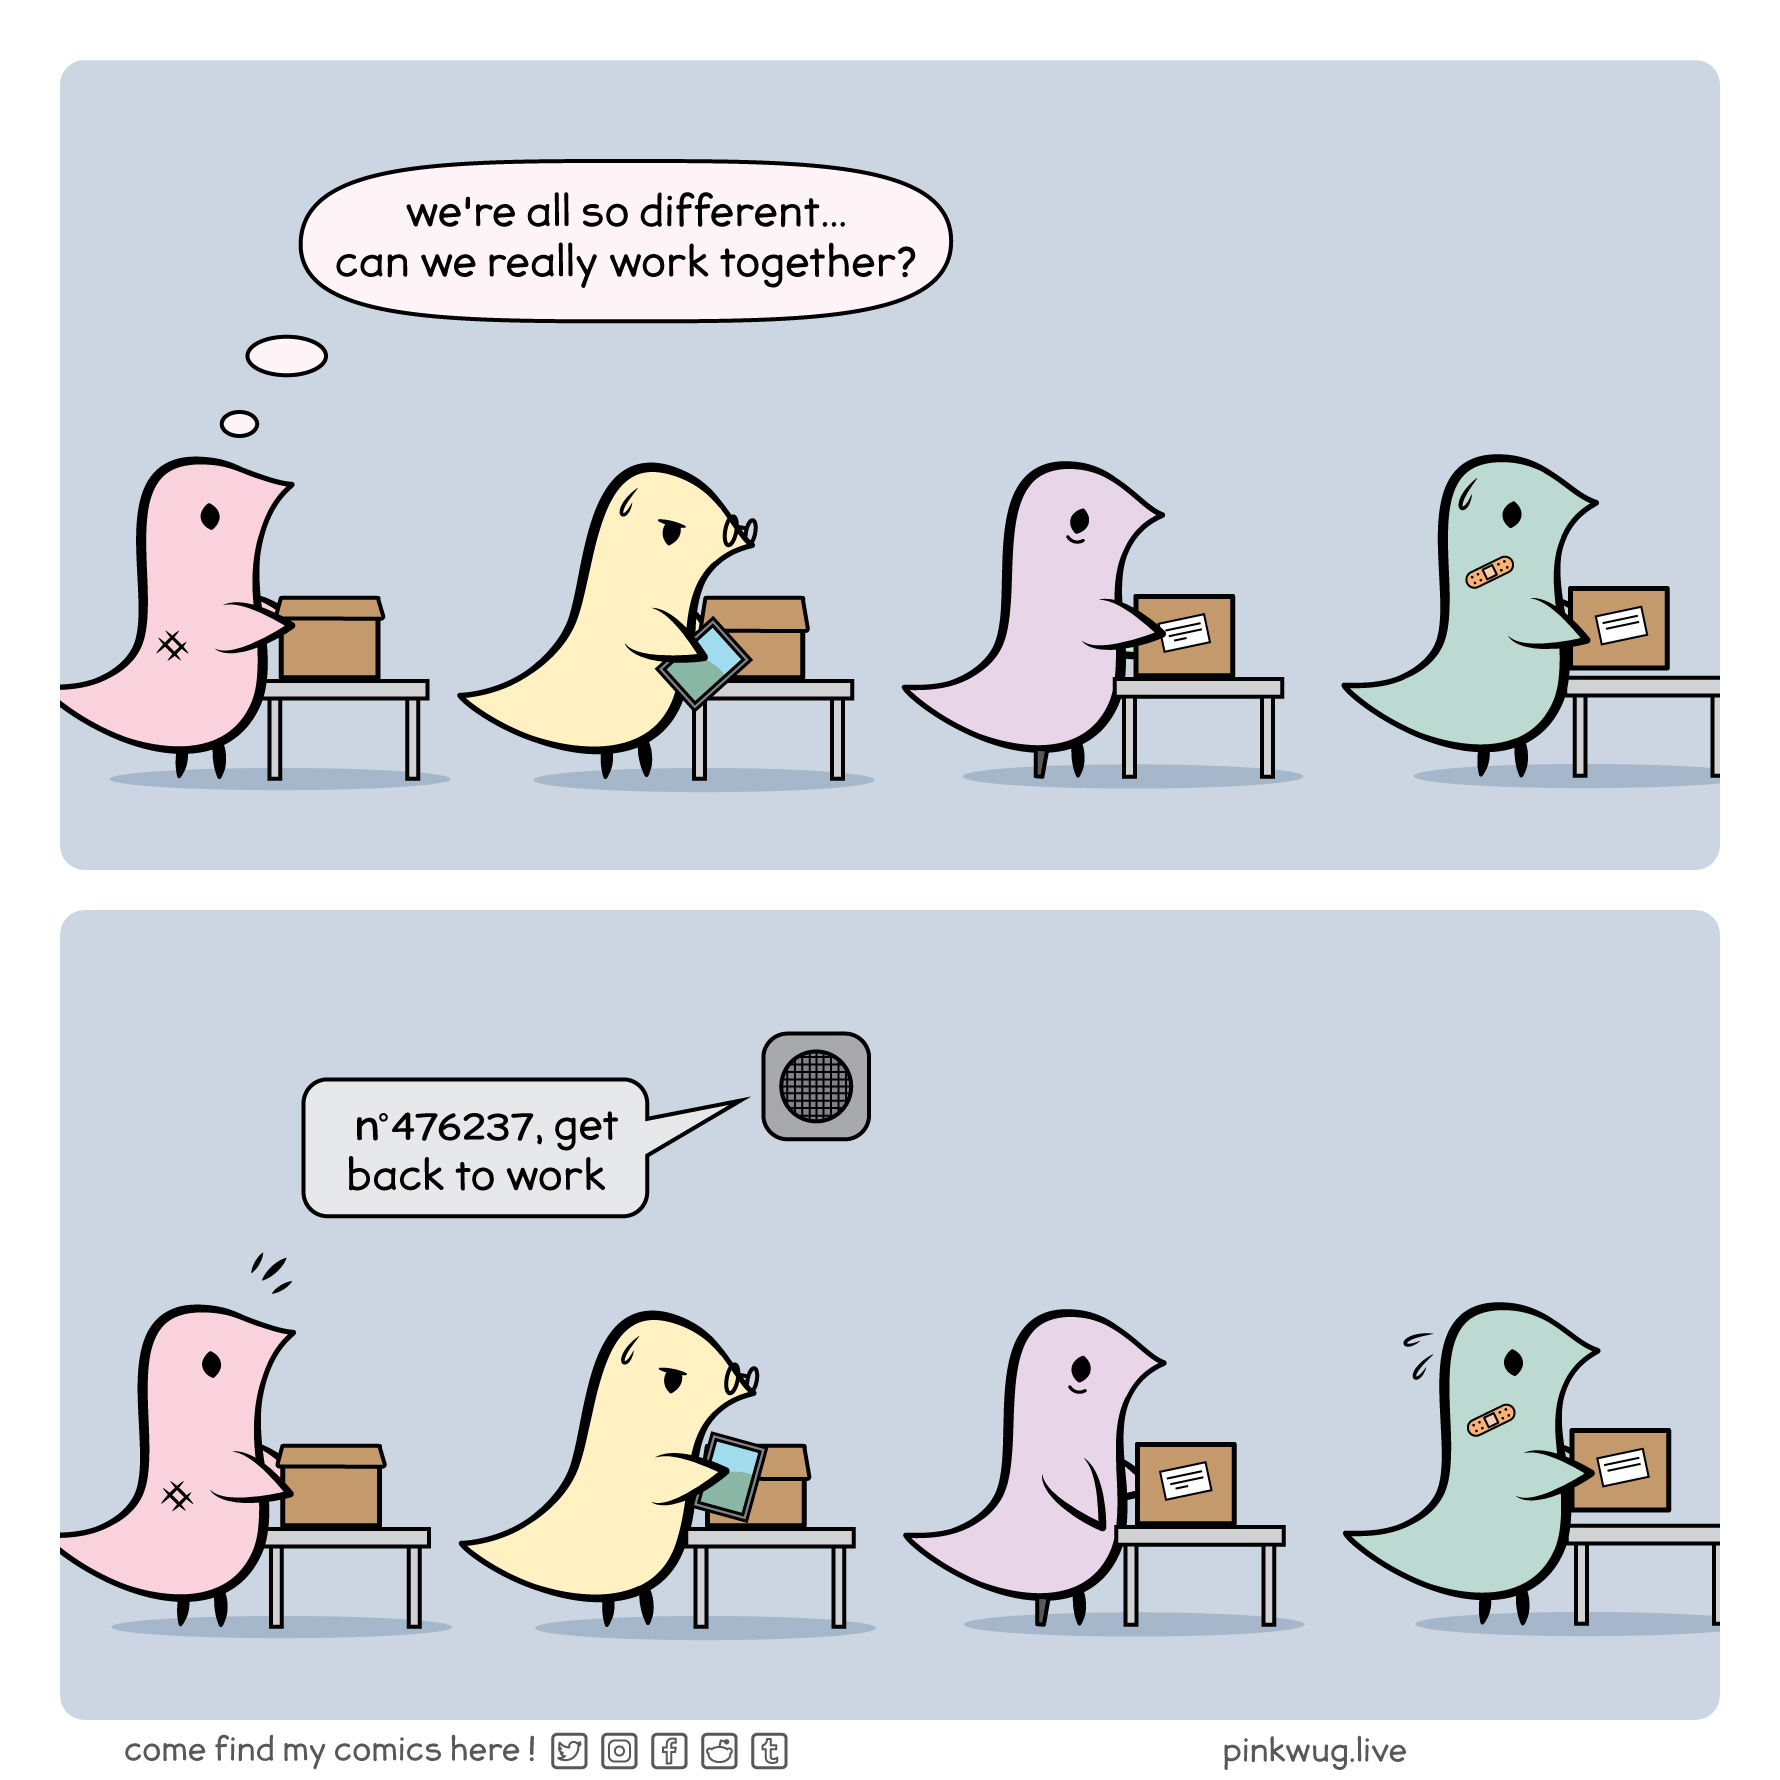 we're all so different...
can we really work together?
n°476237, get
back to work
come find my comics here !
pinkwug.live